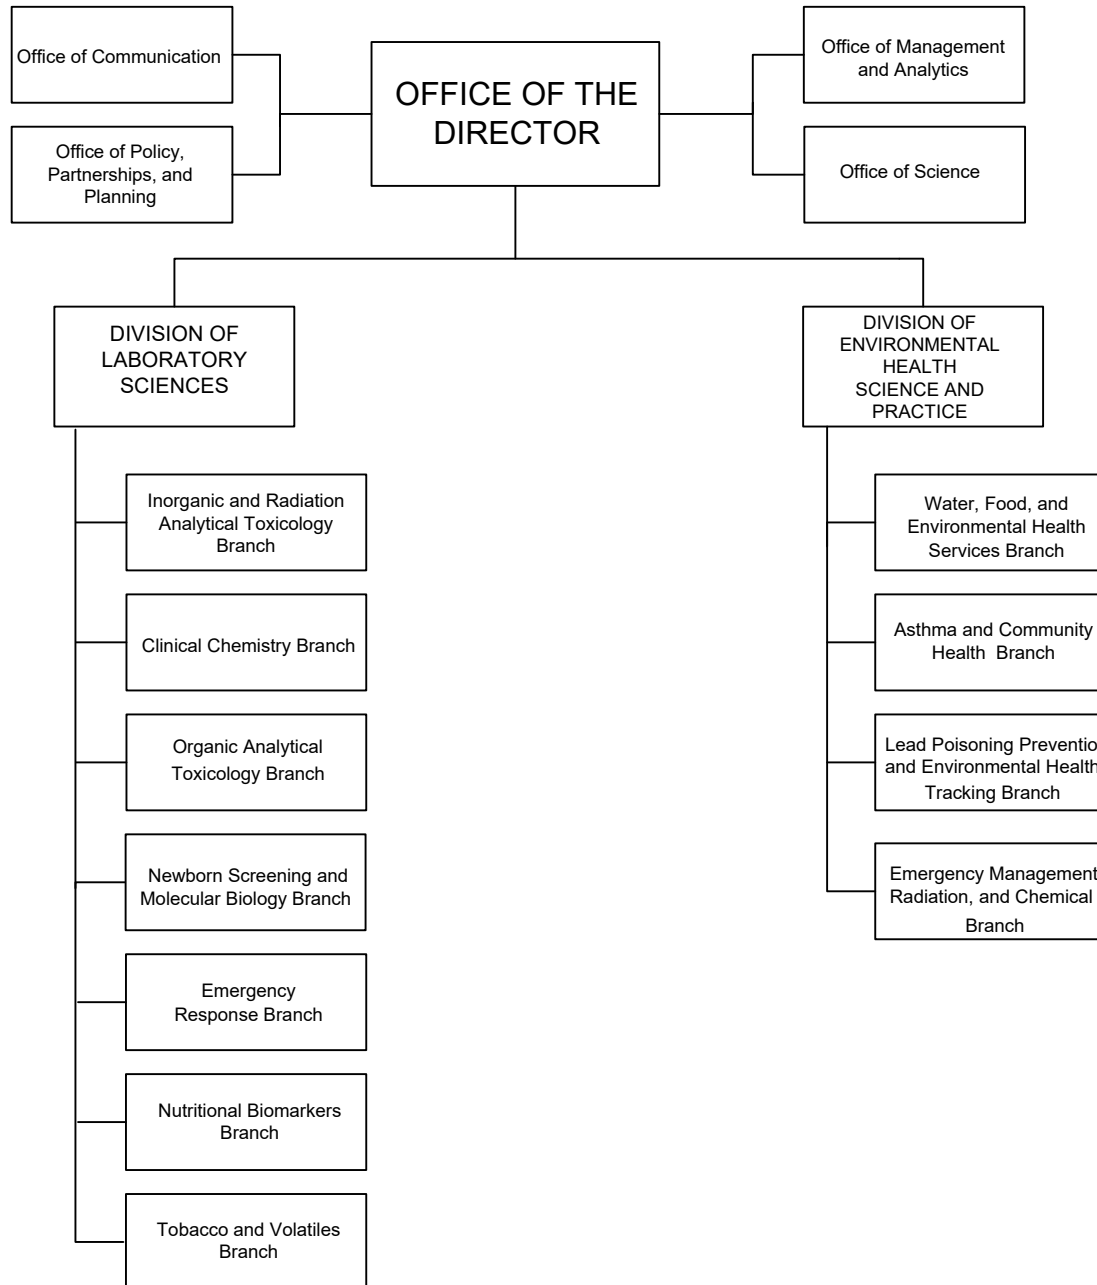 Office of Communication
Office of Policy,
Partnerships, and
Planning
OFFICE OF THE
DIRECTOR
Office of Management
and Analytics
Office of Science
DIVISION OF
LABORATORY
SCIENCES
Inorganic and Radiation
Analytical Toxicology
Branch
Clinical Chemistry Branch
Organic Analytical
Toxicology Branch
Newborn Screening and
Molecular Biology Branch
Emergency
Response Branch
Nutritional Biomarkers
Branch
Tobacco and Volatiles
Branch
DIVISION OF
ENVIRONMENTAL
HEALTH
SCIENCE AND
PRACTICE
Water, Food, and
Environmental Health
Services Branch
Asthma and Community
Health Branch
Lead Poisoning Preventio
and Environmental Health
Tracking Branch
Emergency Management
Radiation, and Chemical
Branch